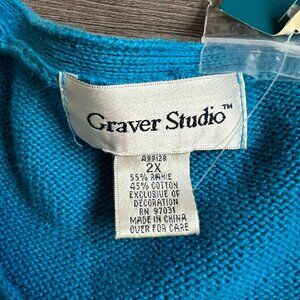 Graver Studio™
A99128
2X
55% RAMIE
45% COTTON
EXCLUSIVE OF
DECORATION
RN 97031
MADE IN CHINA
OVER FOR CARE